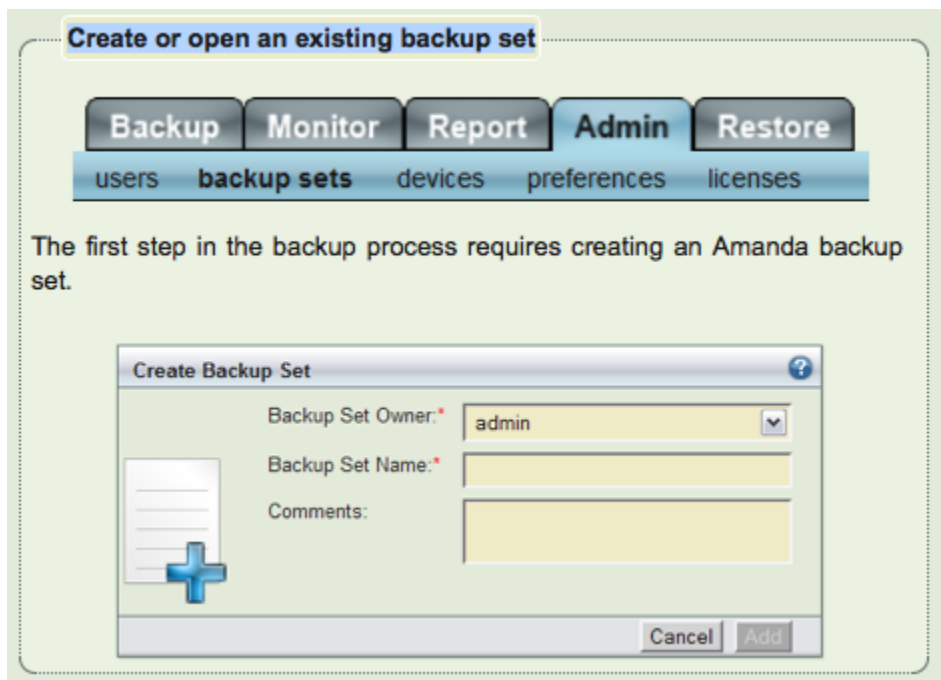 Create or open an existing backup set
Backup Monitor Report Admin Restore
users backup sets devices preferences licenses
The first step in the backup process requires creating an Amanda backup
set.
Create Backup Set ?
Backup Set Owner:* admin
Backup Set Name:*
Comments:
Cancel Add